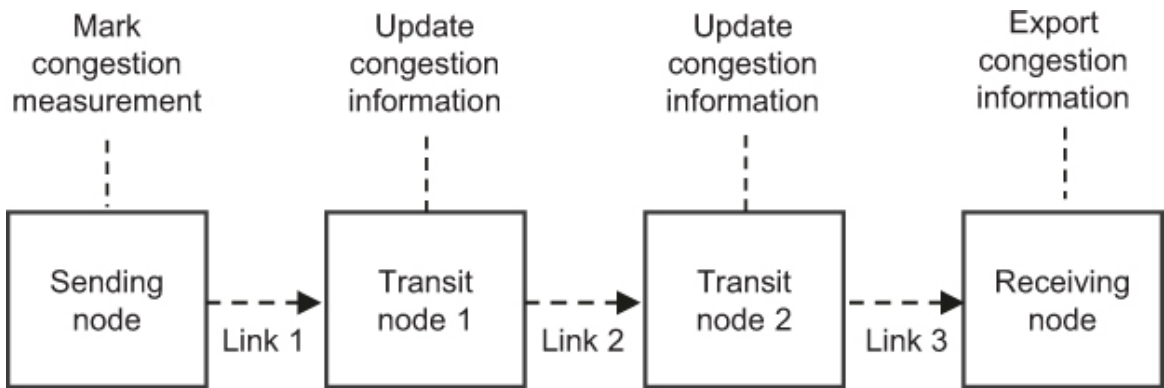 Mark
congestion
measurement
Update
congestion
information
Update
congestion
information
Export
congestion
information
Sending
node
Transit
node 1
Transit
node 2
Receiving
node
Link 1
Link 2
Link 3